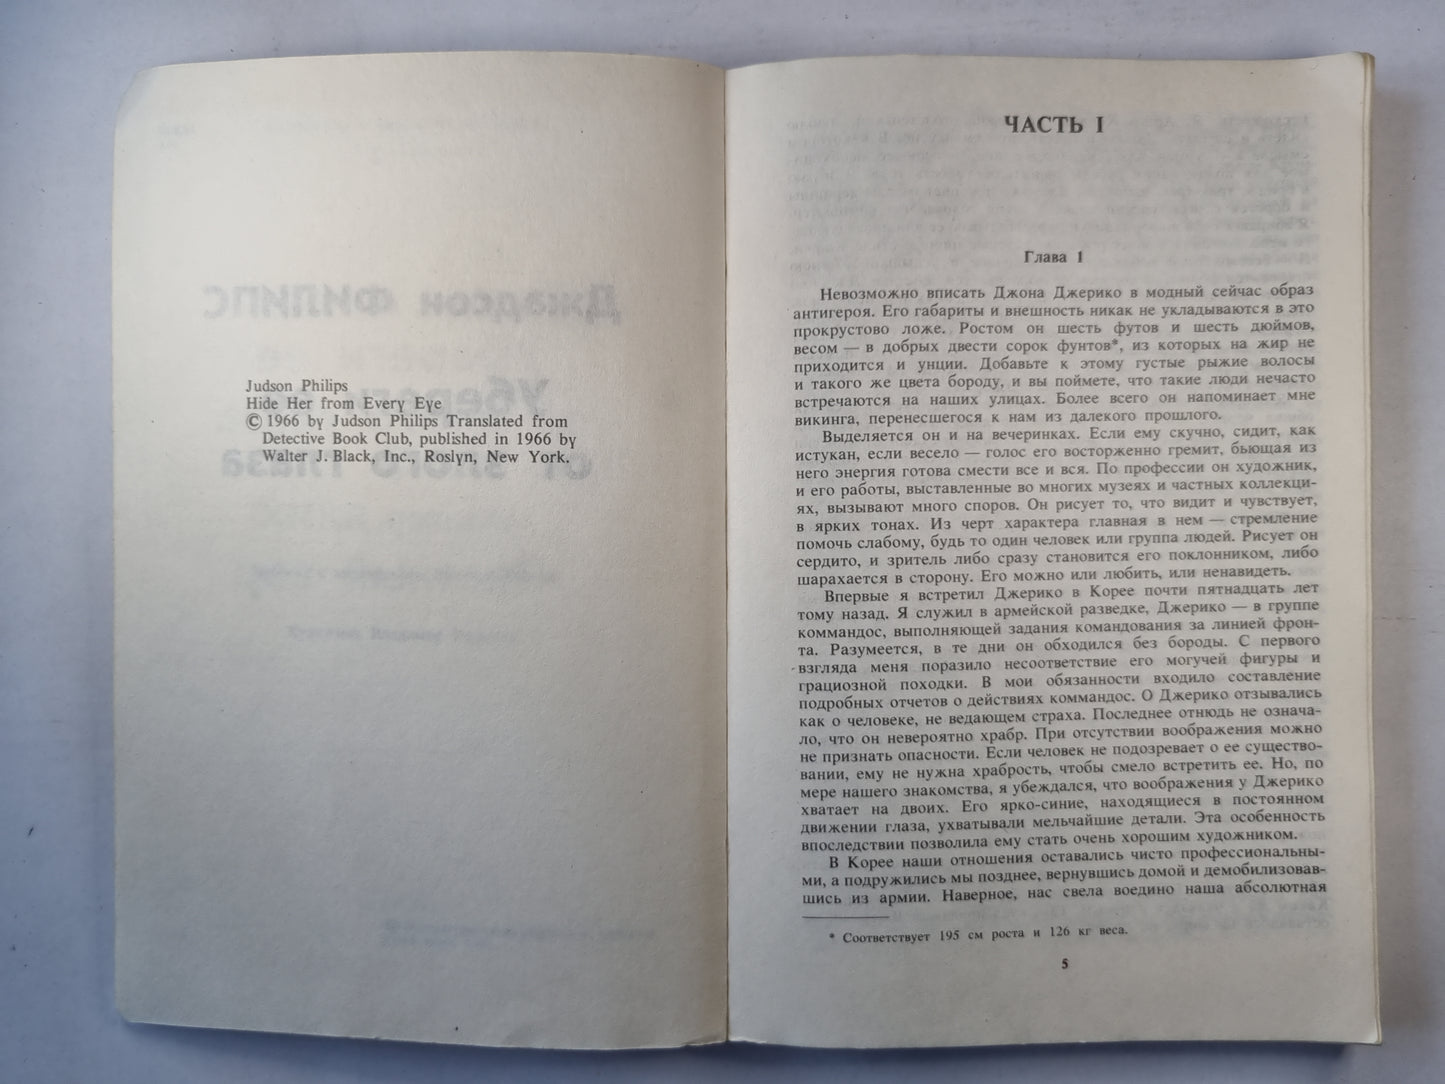 Judson Philips
Hide Her from Every Eye
© 1966 by Judson Philips Translated from
Detective Book Club, published in 1966 by
Walter J. Black, Inc., Roslyn, New York.
ЧАСТЬ I
Глава 1
Невозможно вписать Джона Джерико в модный сейчас образ
антигероя. Его габариты и внешность никак не укладываются в это
прокрустово ложе. Ростом он шесть футов и шесть дюймов,
весом — в добрых двести сорок фунтов*, из которых на жир не
приходится и унции. Добавьте к этому густые рыжие волосы
и такого же цвета бороду, и вы поймете, что такие люди нечасто
встречаются на наших улицах. Более всего он напоминает мне
викинга, перенесшегося к нам из далекого прошлого.
Выделяется он и на вечеринках. Если ему скучно, сидит, как
истукан, если весело — голос его восторженно гремит, бьющая из
него энергия готова смести все и вся. По профессии он художник,
и его работы, выставленные во многих музеях и частных коллекци-
ях, вызывают много споров. Он рисует то, что видит и чувствует,
в ярких тонах. Из черт характера главная в нем — стремление
помочь слабому, будь то один человек или группа людей. Рисует он
сердито, и зритель либо сразу становится его поклонником, либо
шарахается в сторону. Его можно или любить, или ненавидеть.
Впервые я встретил Джерико в Корее почти пятнадцать лет
тому назад. Я служил в армейской разведке, Джерико — в группе
коммандос, выполняющей задания командования за линией фрон-
та. Разумеется, в те дни он обходился без бороды. С первого
взгляда меня поразило несоответствие его могучей фигуры и
грациозной походки. В мои обязанности входило составление
подробных отчетов о действиях коммандос. О Джерико отзывались
как о человеке, не ведающем страха. Последнее отнюдь не означа-
ло, что он невероятно храбр. При отсутствии воображения можно
не признать опасности. Если человек не подозревает о ее существо-
вании, ему не нужна храбрость, чтобы смело встретить ее. Но, по
мере нашего знакомства, я убеждался, что воображения у Джерико
хватает на двоих. Его ярко-синие, находящиеся в постоянном
движении глаза, ухватывали мельчайшие детали. Эта особенность
впоследствии позволила ему стать очень хорошим художником.
В Корее наши отношения оставались чисто профессиональны-
ми, а подружились мы позднее, вернувшись домой и демобилизовав-
шись из армии. Наверное, нас свела воедино наша абсолютная
* Соответствует 195 см роста и 126 кг веса.
5